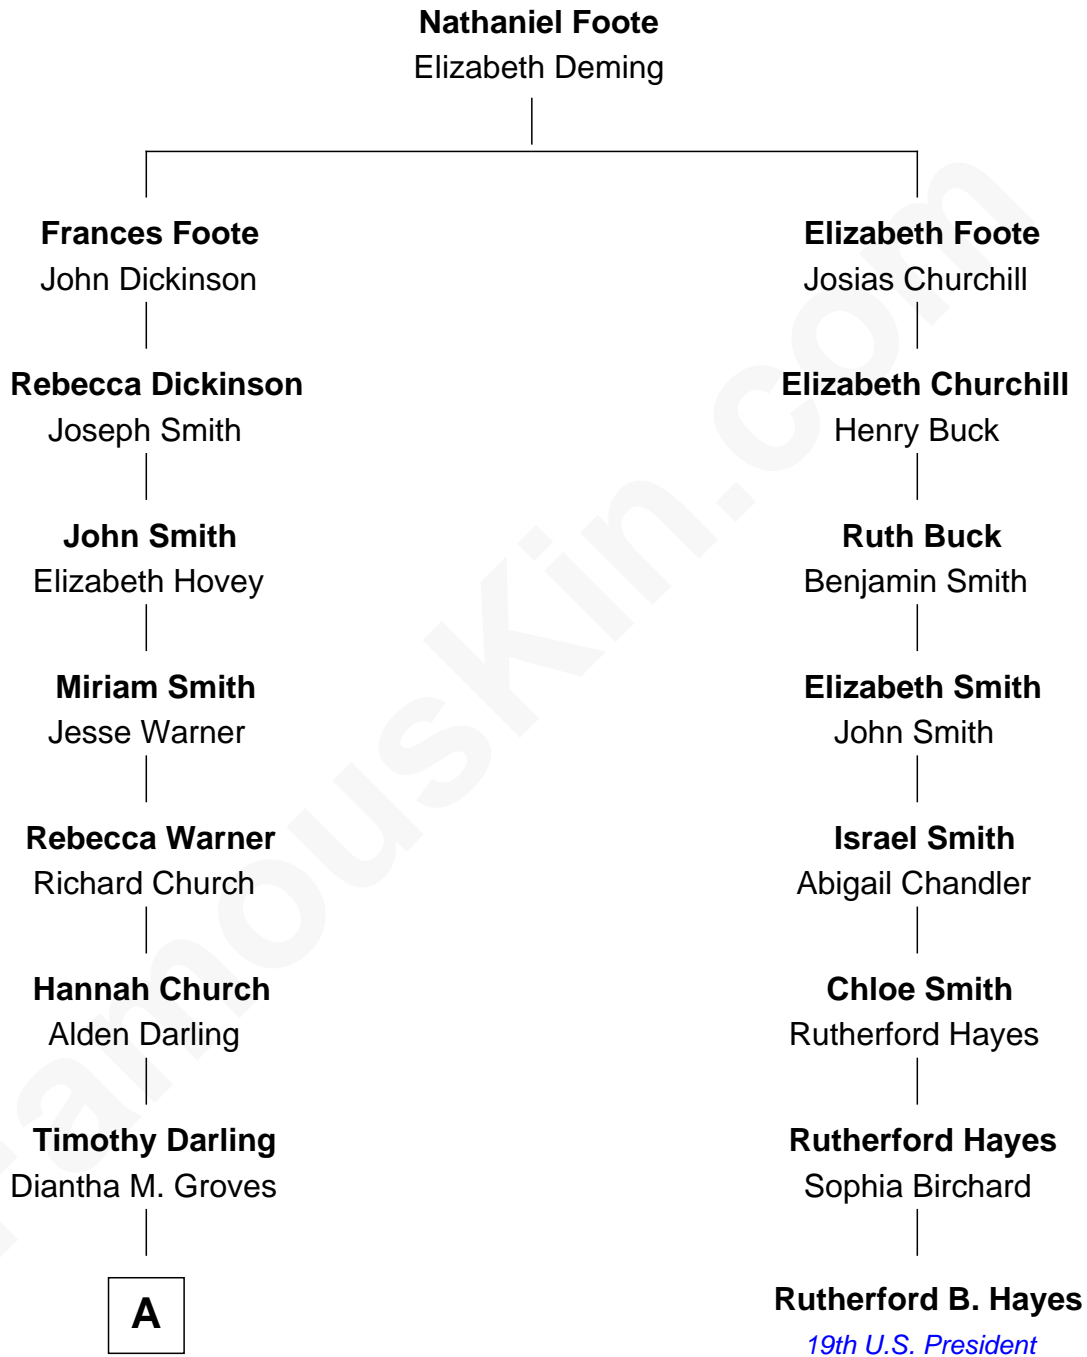 Nathaniel Foote
Elizabeth Deming
Frances Foote
John Dickinson
Elizabeth Foote
Josias Churchill
Rebecca Dickinson
Joseph Smith
Elizabeth Churchill
Henry Buck
John Smith
Elizabeth Hovey
Ruth Buck
Benjamin Smith
Miriam Smith
Jesse Warner
Elizabeth Smith
John Smith
Rebecca Warner
Richard Church
Israel Smith
Abigail Chandler
Hannah Church
Alden Darling
Chloe Smith
Rutherford Hayes
Timothy Darling
Diantha M. Groves
Rutherford Hayes
Sophia Birchard
A
Rutherford B. Hayes
19th U.S. President
FamousKin.com